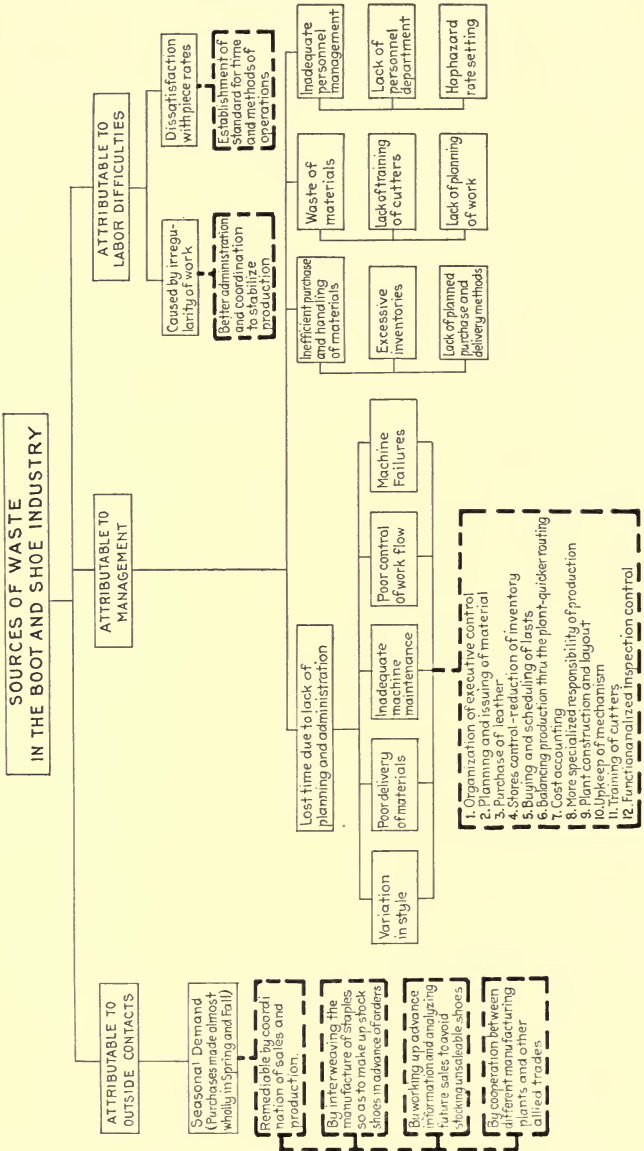 SOURCES OF WASTE
IN THE BOOT AND SHOE INDUSTRY
ATTRIBUTABLE TO
OUTSIDE CONTACTS
Seasonal Demand
(Purchases made almost
wholly in Spring and Fall)
Remediable by coordi
nation of sales and
production.
By interweaving the
manufacture of staples
so as to make up stock
shoes in advance of orders
By working up advance
information and analyzing
future sales to avoid
stocking unsaleable shoes
By cooperation between
different manufacturing
plants and other
allied trades
ATTRIBUTABLE TO
MANAGEMENT
Lost time due to lack of
planning and administration
Variation
in style
Poor delivery
of materials
Inadequate
machine
maintenance
Poor control
of work flow
Machine
Failures
1. Organization of executive control
2. Planning and issuing of material
3. Purchase of leather
4. Stores control-reduction of inventory
5. Buying and scheduling of lasts
6. Balancing production thru the plant-quicker routing
7. Cost accounting
8. More specialized responsibility of production
9. Plant construction and layout
10. Upkeep of mechanism
11. Training of cutters
12. Functionanalized inspection control
Inefficient purchase
and handling
of materials
Excessive
inventories
Lack of planned
purchase and
delivery methods
Waste of
materials
Lack of training
of cutters
Lack of planning
of work
Inadequate
personnel
management
Lack of
personnel
department
Haphazard
rate setting
ATTRIBUTABLE TO
LABOR DIFFICULTIES
Caused by irregu-
larity of work
Better administration
and coordination
to stabilize
production
Dissatisfaction
with piece rates
Establishment of
standard for time
and methods of
operations